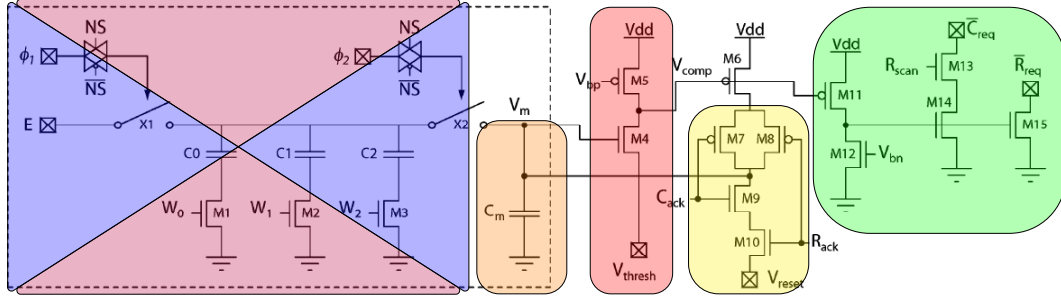 NS
NS
Vdd
Vdd
C̅req
ϕ1
ϕ2
M6
Vdd
Rscan
M13
R̅req
Vbp
M5
Vcomp
N̅S̅
N̅S̅
M11
M14
Vm
E
X1
X2
M4
M7
M8
M15
C0
C1
C2
M12
Vbn
W0
M1
W1
M2
W2
M3
Cm
Cack
M9
M10
Rack
Vthresh
Vreset